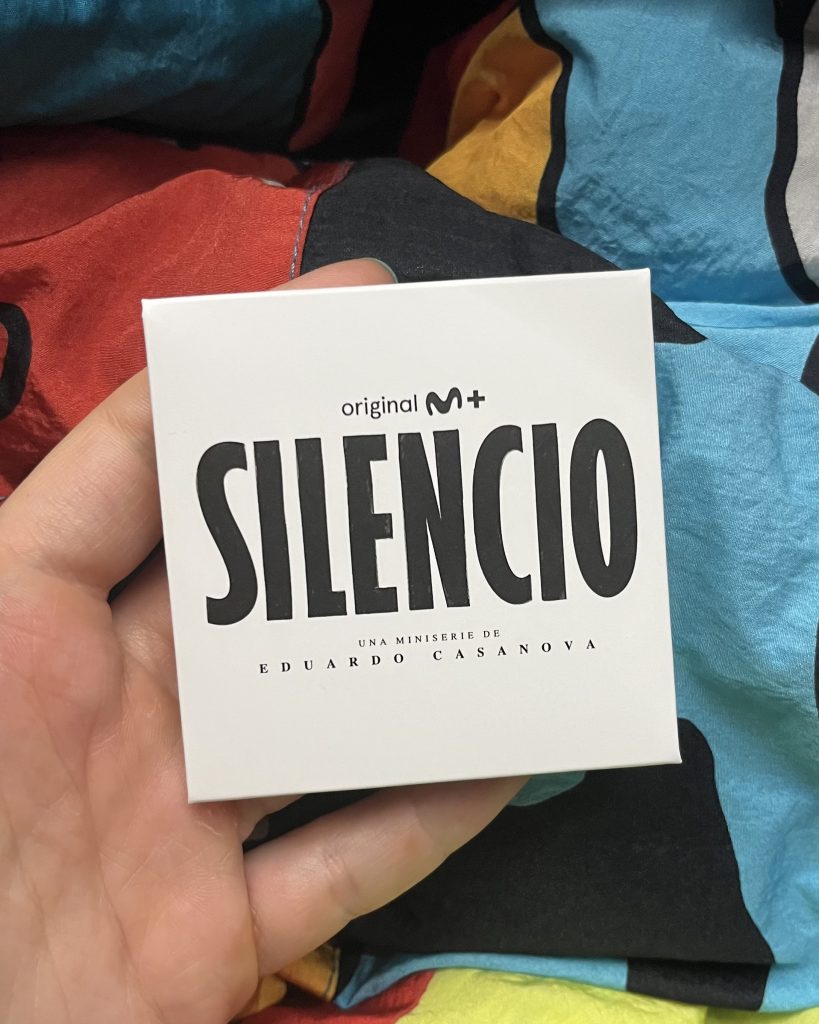 original M+
SILENCIO
UNA MINISERIE DE
EDUARDO CASANOVA